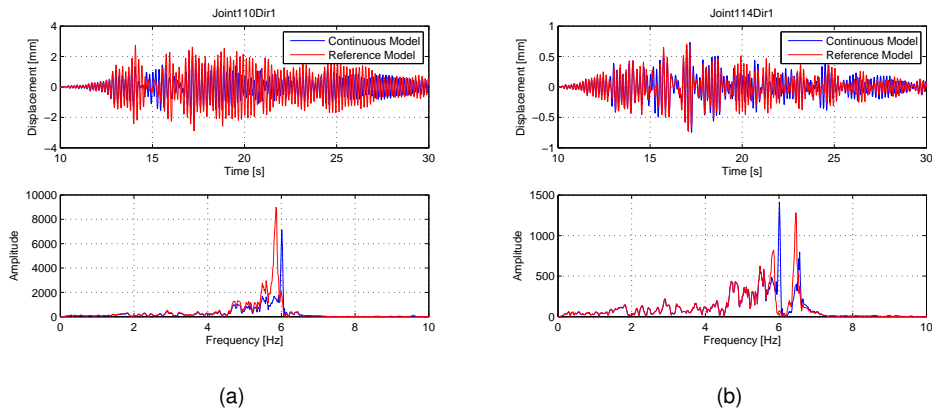 Joint110Dir1
Displacement [mm]
4
2
0
−2
−4
Continuous Model
Reference Model
10 15 20 25 30
Time [s]
Amplitude
10000
8000
6000
4000
2000
0
0 2 4 6 8 10
Frequency [Hz]
(a)
Joint114Dir1
Displacement [mm]
1
0.5
0
−0.5
−1
Continuous Model
Reference Model
10 15 20 25 30
Time [s]
Amplitude
1500
1000
500
0
0 2 4 6 8 10
Frequency [Hz]
(b)